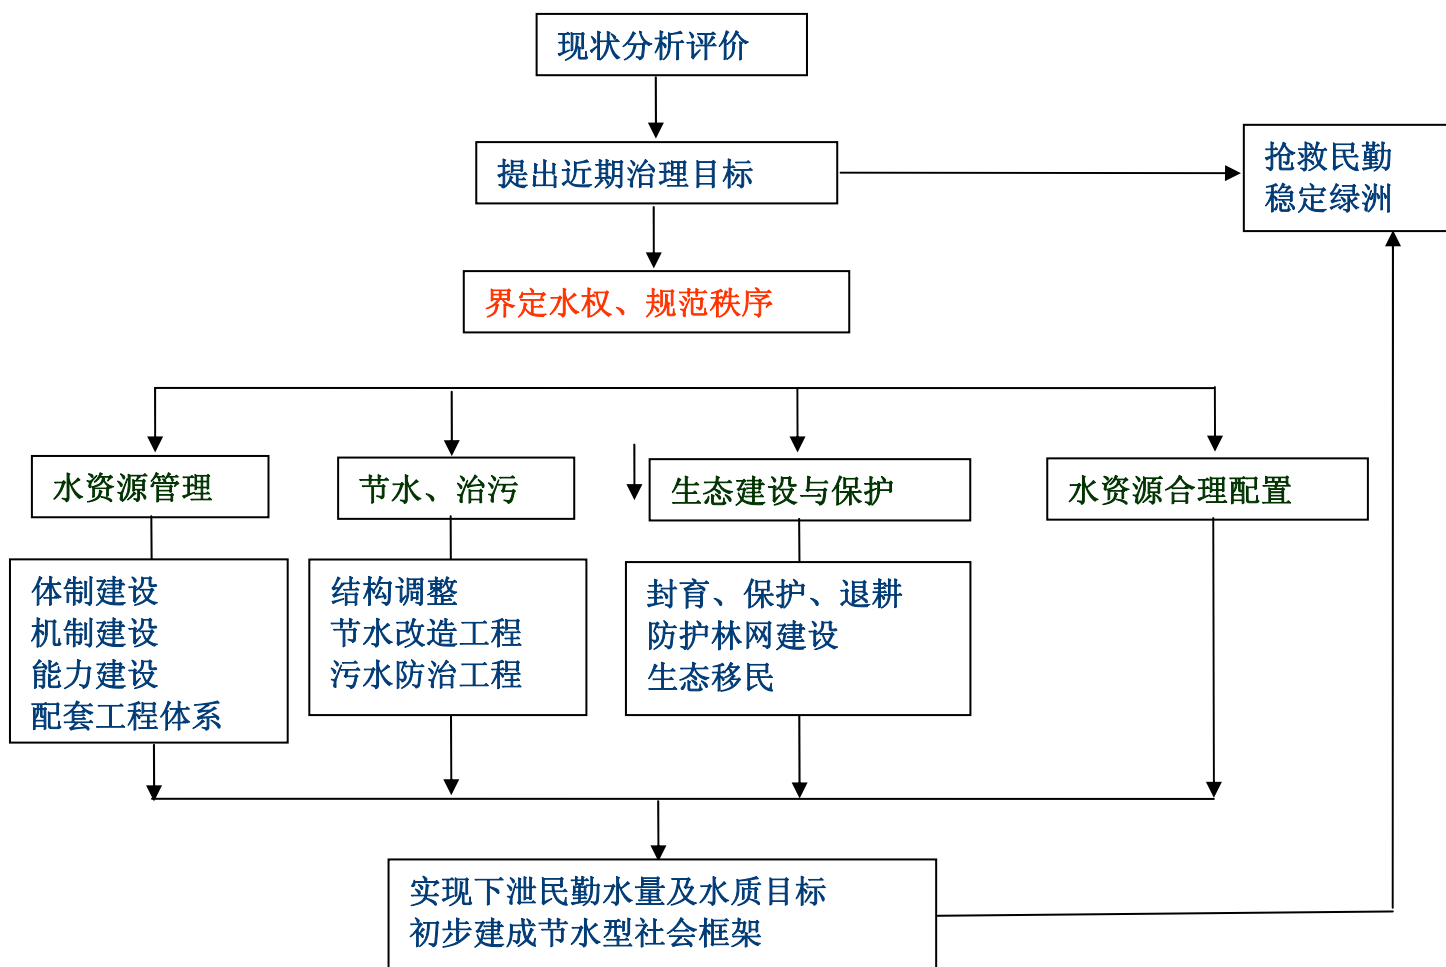 现状分析评价
提出近期治理目标
抢救民勤
稳定绿洲
界定水权、规范秩序
水资源管理
节水、治污
生态建设与保护
水资源合理配置
体制建设
机制建设
能力建设
配套工程体系
结构调整
节水改造工程
污水防治工程
封育、保护、退耕
防护林网建设
生态移民
实现下泄民勤水量及水质目标
初步建成节水型社会框架